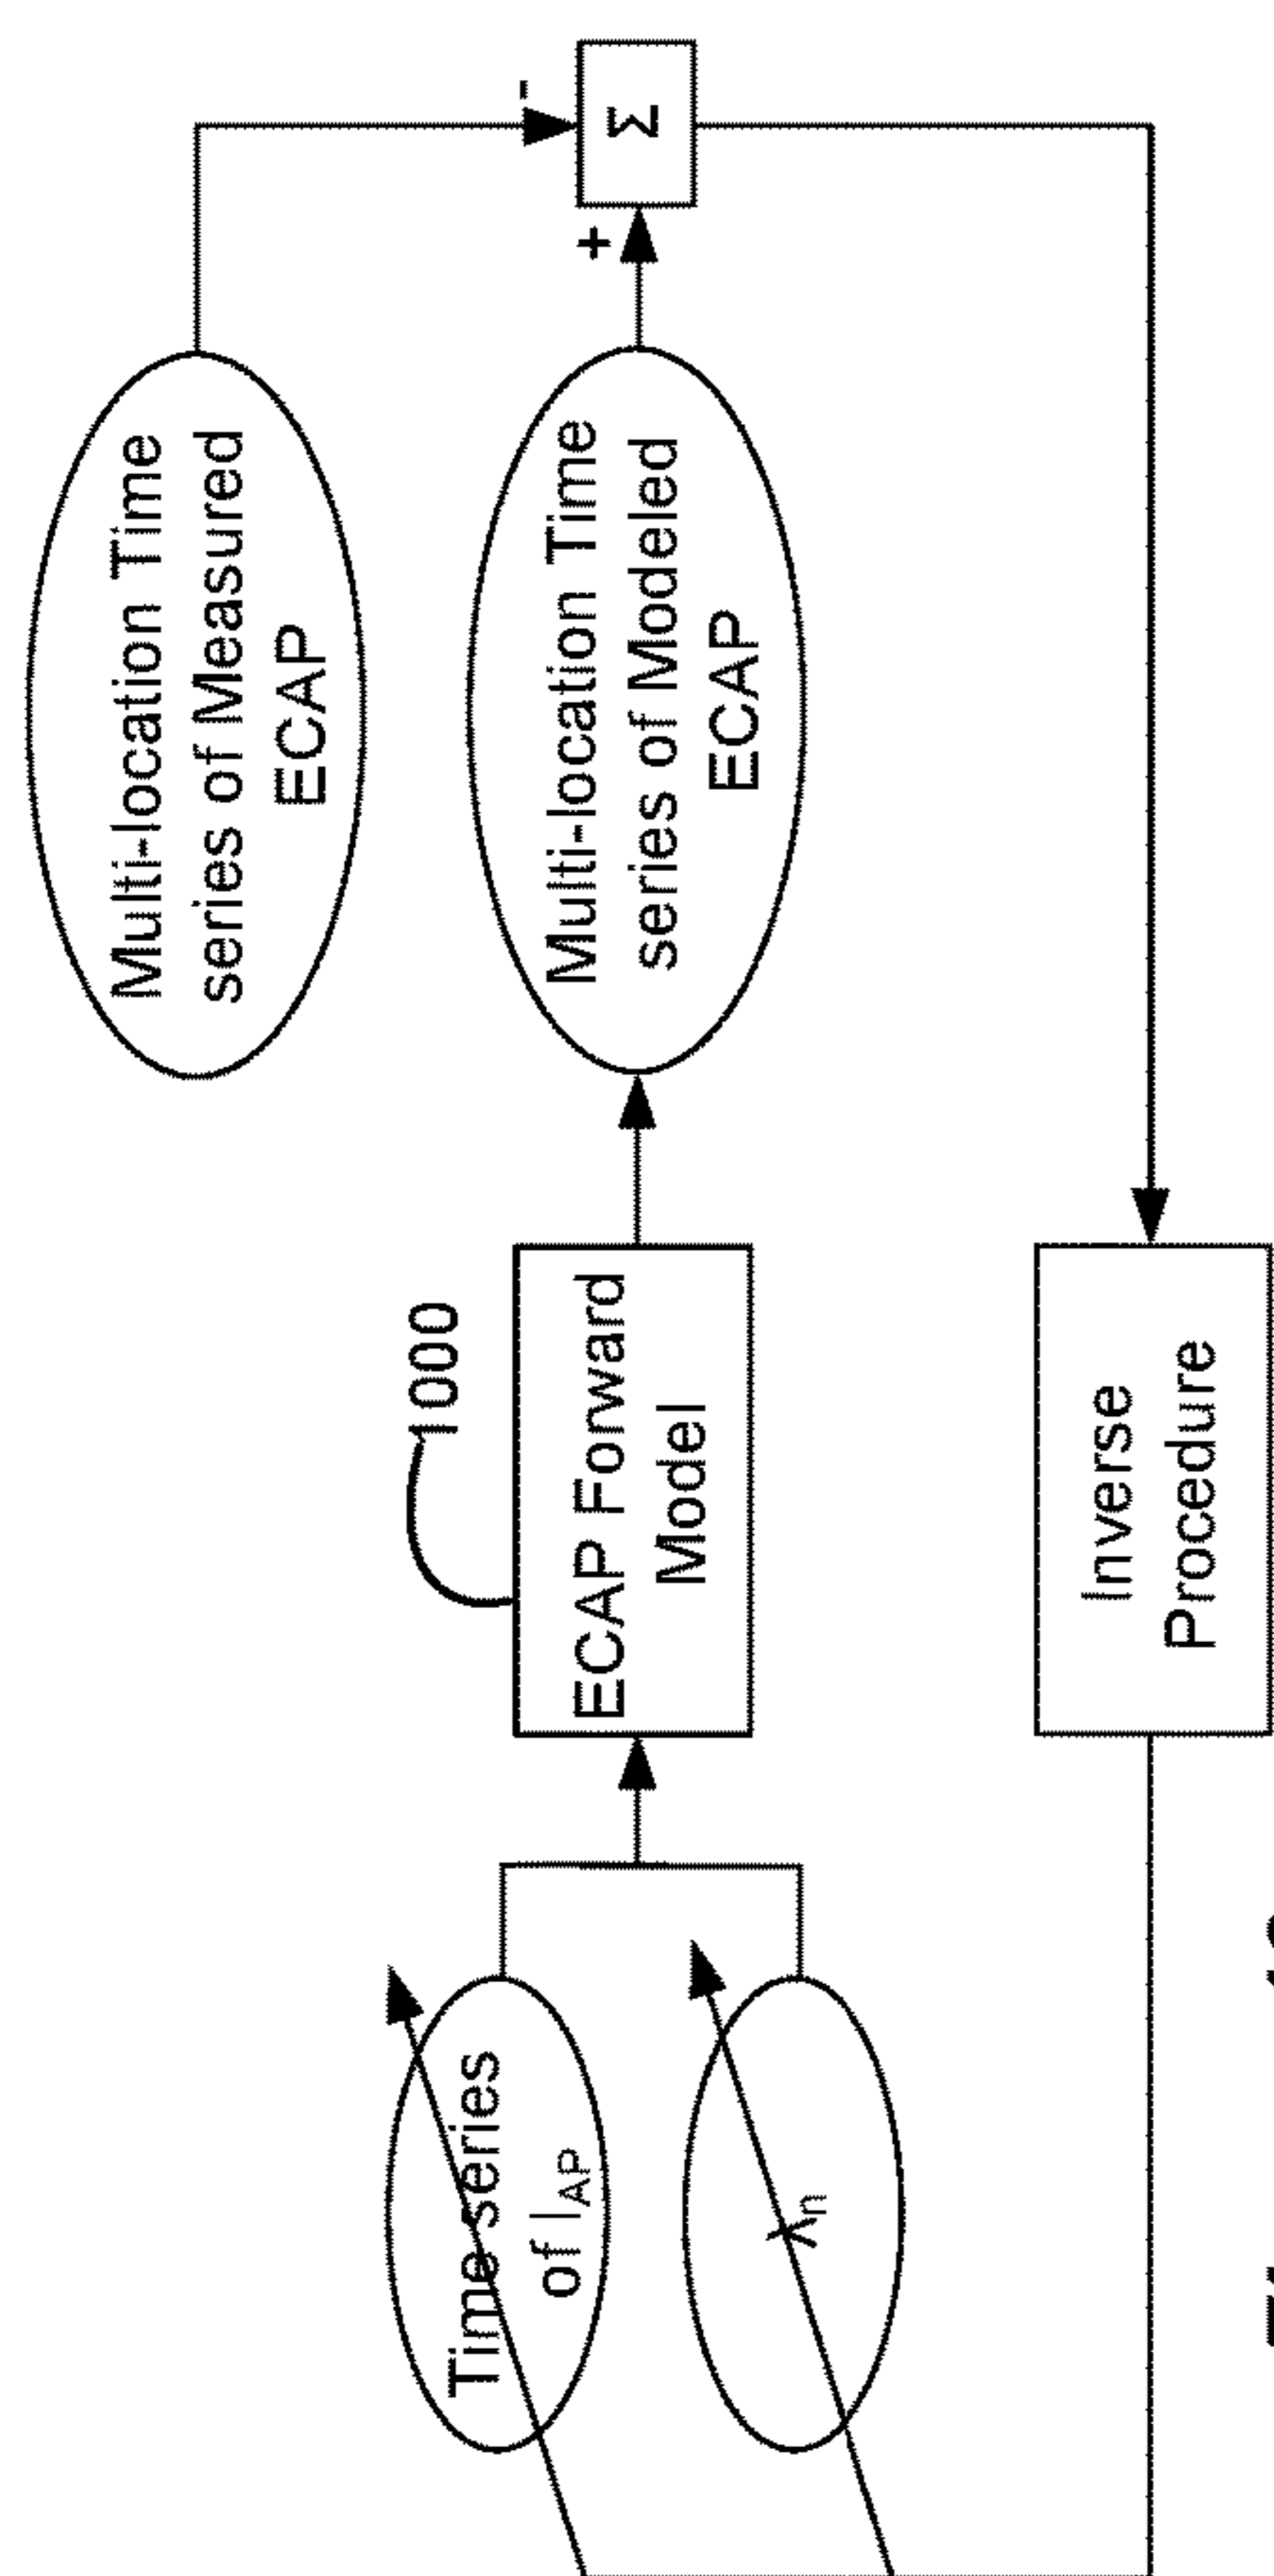 Multi-location Time
series of Measured
ECAP
-
Time series
of I_AP
1000
ECAP Forward
Model
Multi-location Time
series of Modeled
ECAP
+
Σ
λn
Inverse
Procedure